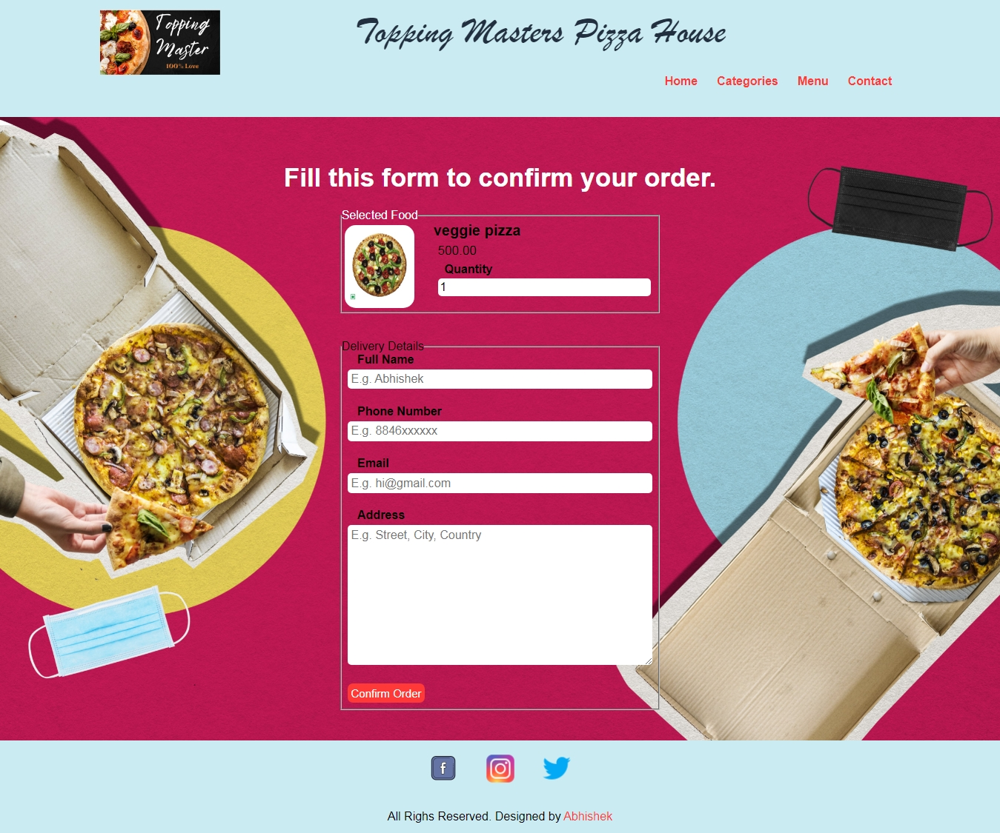 Topping
Master
100% Love
Topping Masters Pizza House
Home Categories Menu Contact
Fill this form to confirm your order.
Selected Food
veggie pizza
500.00
Quantity
1
Delivery Details
Full Name
E.g. Abhishek
Phone Number
E.g. 8846xxxxxx
Email
E.g. hi@gmail.com
Address
E.g. Street, City, Country
Confirm Order
f
All Righs Reserved. Designed by Abhishek